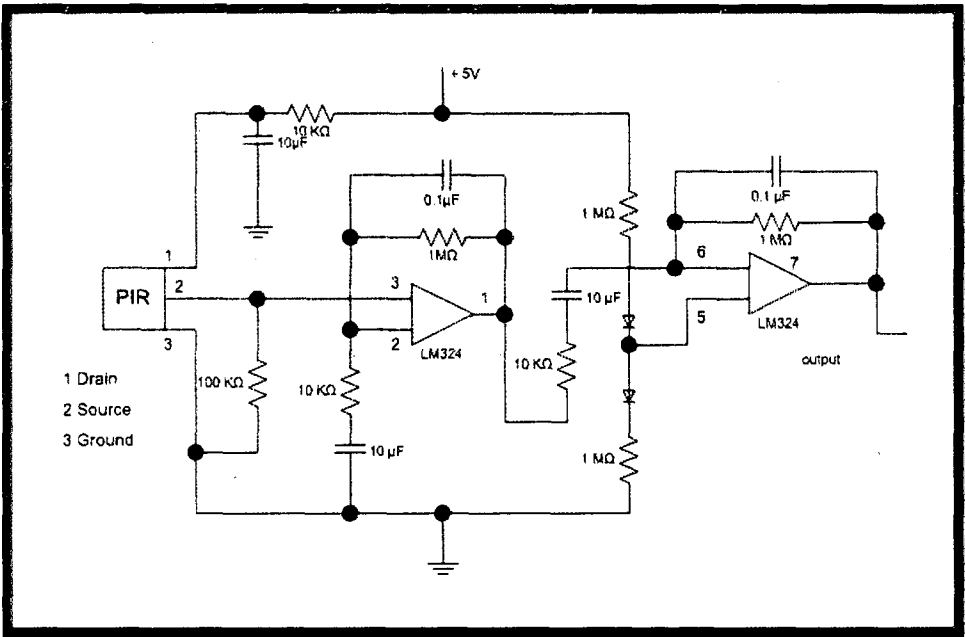 + 5V
10 KΩ
10µF
0.1µF
1MΩ
1 MΩ
0.1 µF
1 MΩ
1
2
3
PIR
3
2
1
LM324
10 µF
6
7
5
LM324
10 KΩ
output
1 Drain
2 Source
3 Ground
100 KΩ
10 KΩ
10 µF
1 MΩ